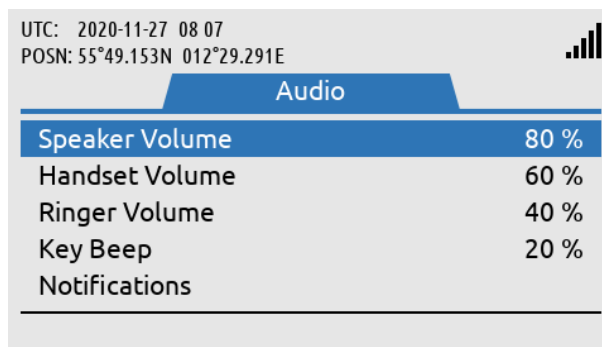 UTC: 2020-11-27 08 07
POSN: 55°49.153N 012°29.291E
Audio
Speaker Volume 80 %
Handset Volume 60 %
Ringer Volume 40 %
Key Beep 20 %
Notifications